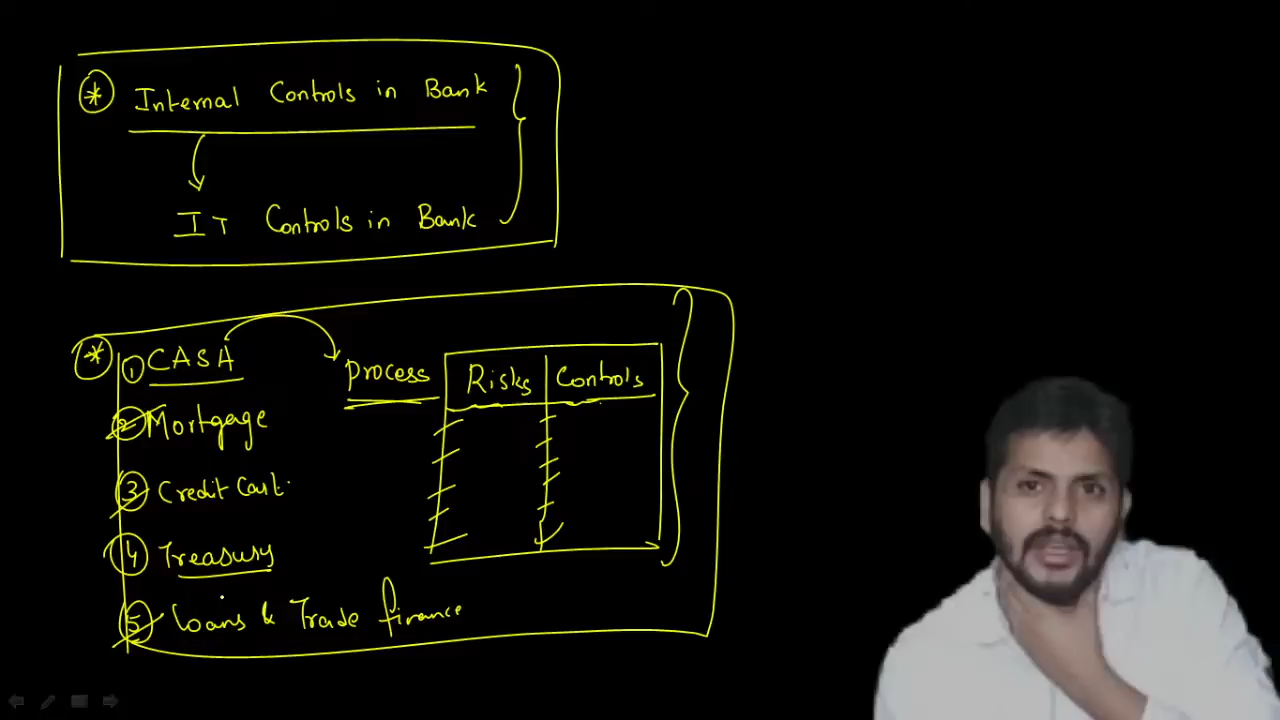 * Internal Controls in Bank
IT Controls in Bank
* 1 CASA
process
Risks Controls
2 Mortgage
3 Credit Cart
4 Treasury
5 Loans & Trade finance